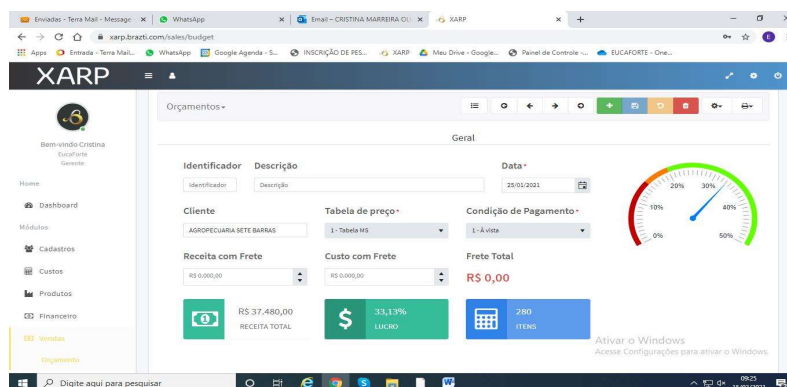 Enviadas - Terra Mail - Message
WhatsApp
Email – CRISTINA MARREIRA OLI
XARP
xarp.brazti.com/sales/budget
Apps
Entrada - Terra Mail...
WhatsApp
Google Agenda - S...
INSCRIÇÃO DE PES...
XARP
Meu Drive - Google...
Painel de Controle -...
EUCAFORTE - One...
XARP
Orçamentos
Bem-vindo Cristina
EucaForte
Gerente
Home
Dashboard
Módulos
Cadastros
Custos
Produtos
Financeiro
Vendas
Orçamento
Geral
Identificador Descrição Data *
Identificador Descrição 25/01/2021
Cliente Tabela de preço * Condição de Pagamento *
AGROPECUARIA SETE BARRAS 1 - Tabela MS 1 - À vista
Receita com Frete Custo com Frete Frete Total
R$ 0.000,00 R$ 0.000,00 R$ 0,00
R$ 37.480,00
RECEITA TOTAL
33,13%
LUCRO
280
ITENS
0% 10% 20% 30% 40% 50%
Ativar o Windows
Acesse Configurações para ativar o Windows.
Digite aqui para pesquisar
09:25